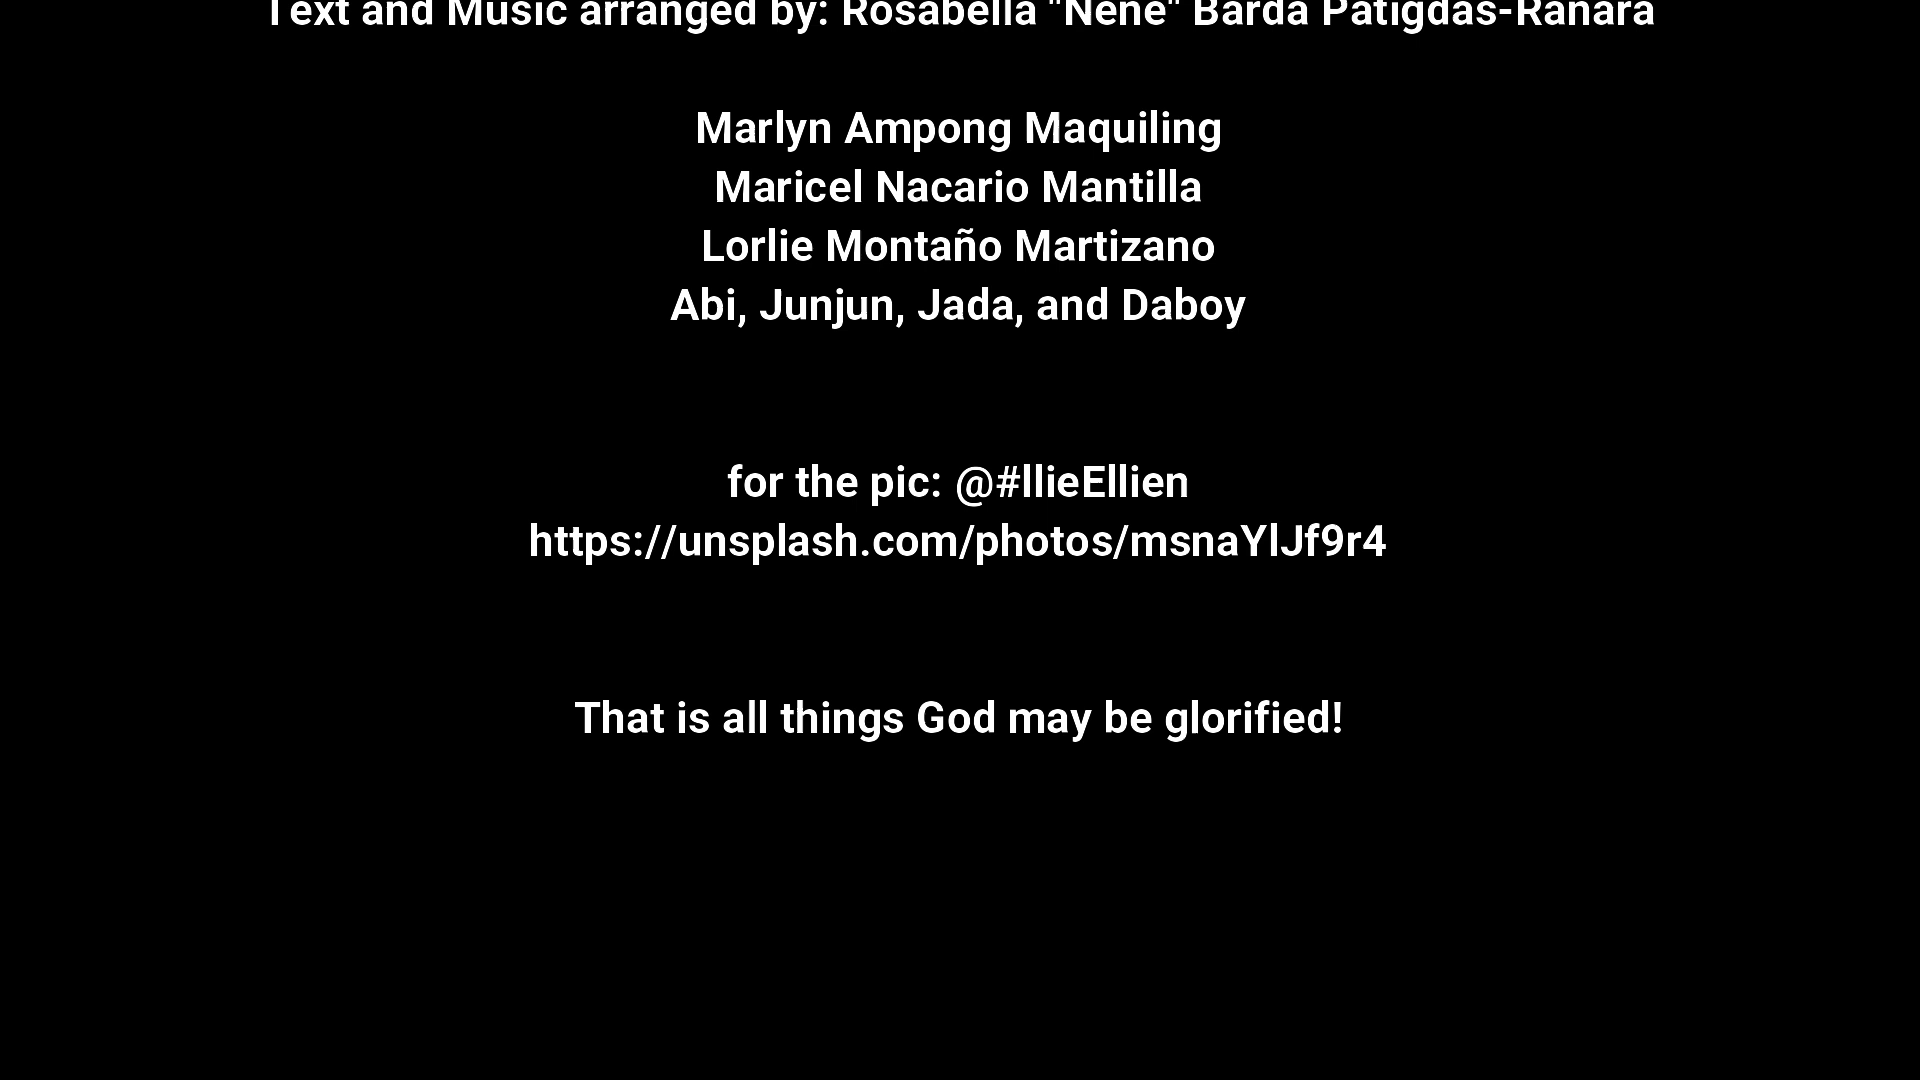 Text and Music arranged by: Rosabella "Nene" Barda Patigdas-Ranara
Marlyn Ampong Maquiling
Maricel Nacario Mantilla
Lorlie Montaño Martizano
Abi, Junjun, Jada, and Daboy
for the pic: @#llieEllien
https://unsplash.com/photos/msnaYlJf9r4
That is all things God may be glorified!